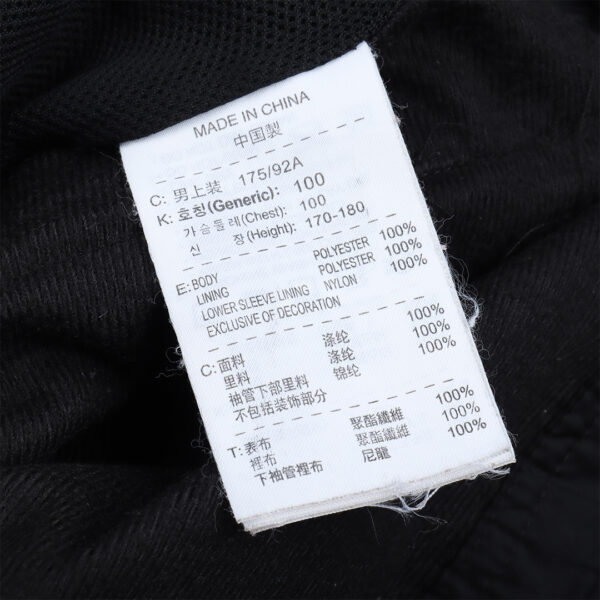 MADE IN CHINA
中国製
C: 男上装 175/92A
K: 호칭(Generic): 100
가슴둘레(Chest): 100
신 장(Height): 170-180
E: BODY POLYESTER 100%
LINING POLYESTER 100%
LOWER SLEEVE LINING NYLON 100%
EXCLUSIVE OF DECORATION
C: 面料 涤纶 100%
里料 涤纶 100%
袖管下部里料 锦纶 100%
不包括装饰部分
T: 表布 聚酯纖維 100%
裡布 聚酯纖維 100%
下袖管裡布 尼龍 100%